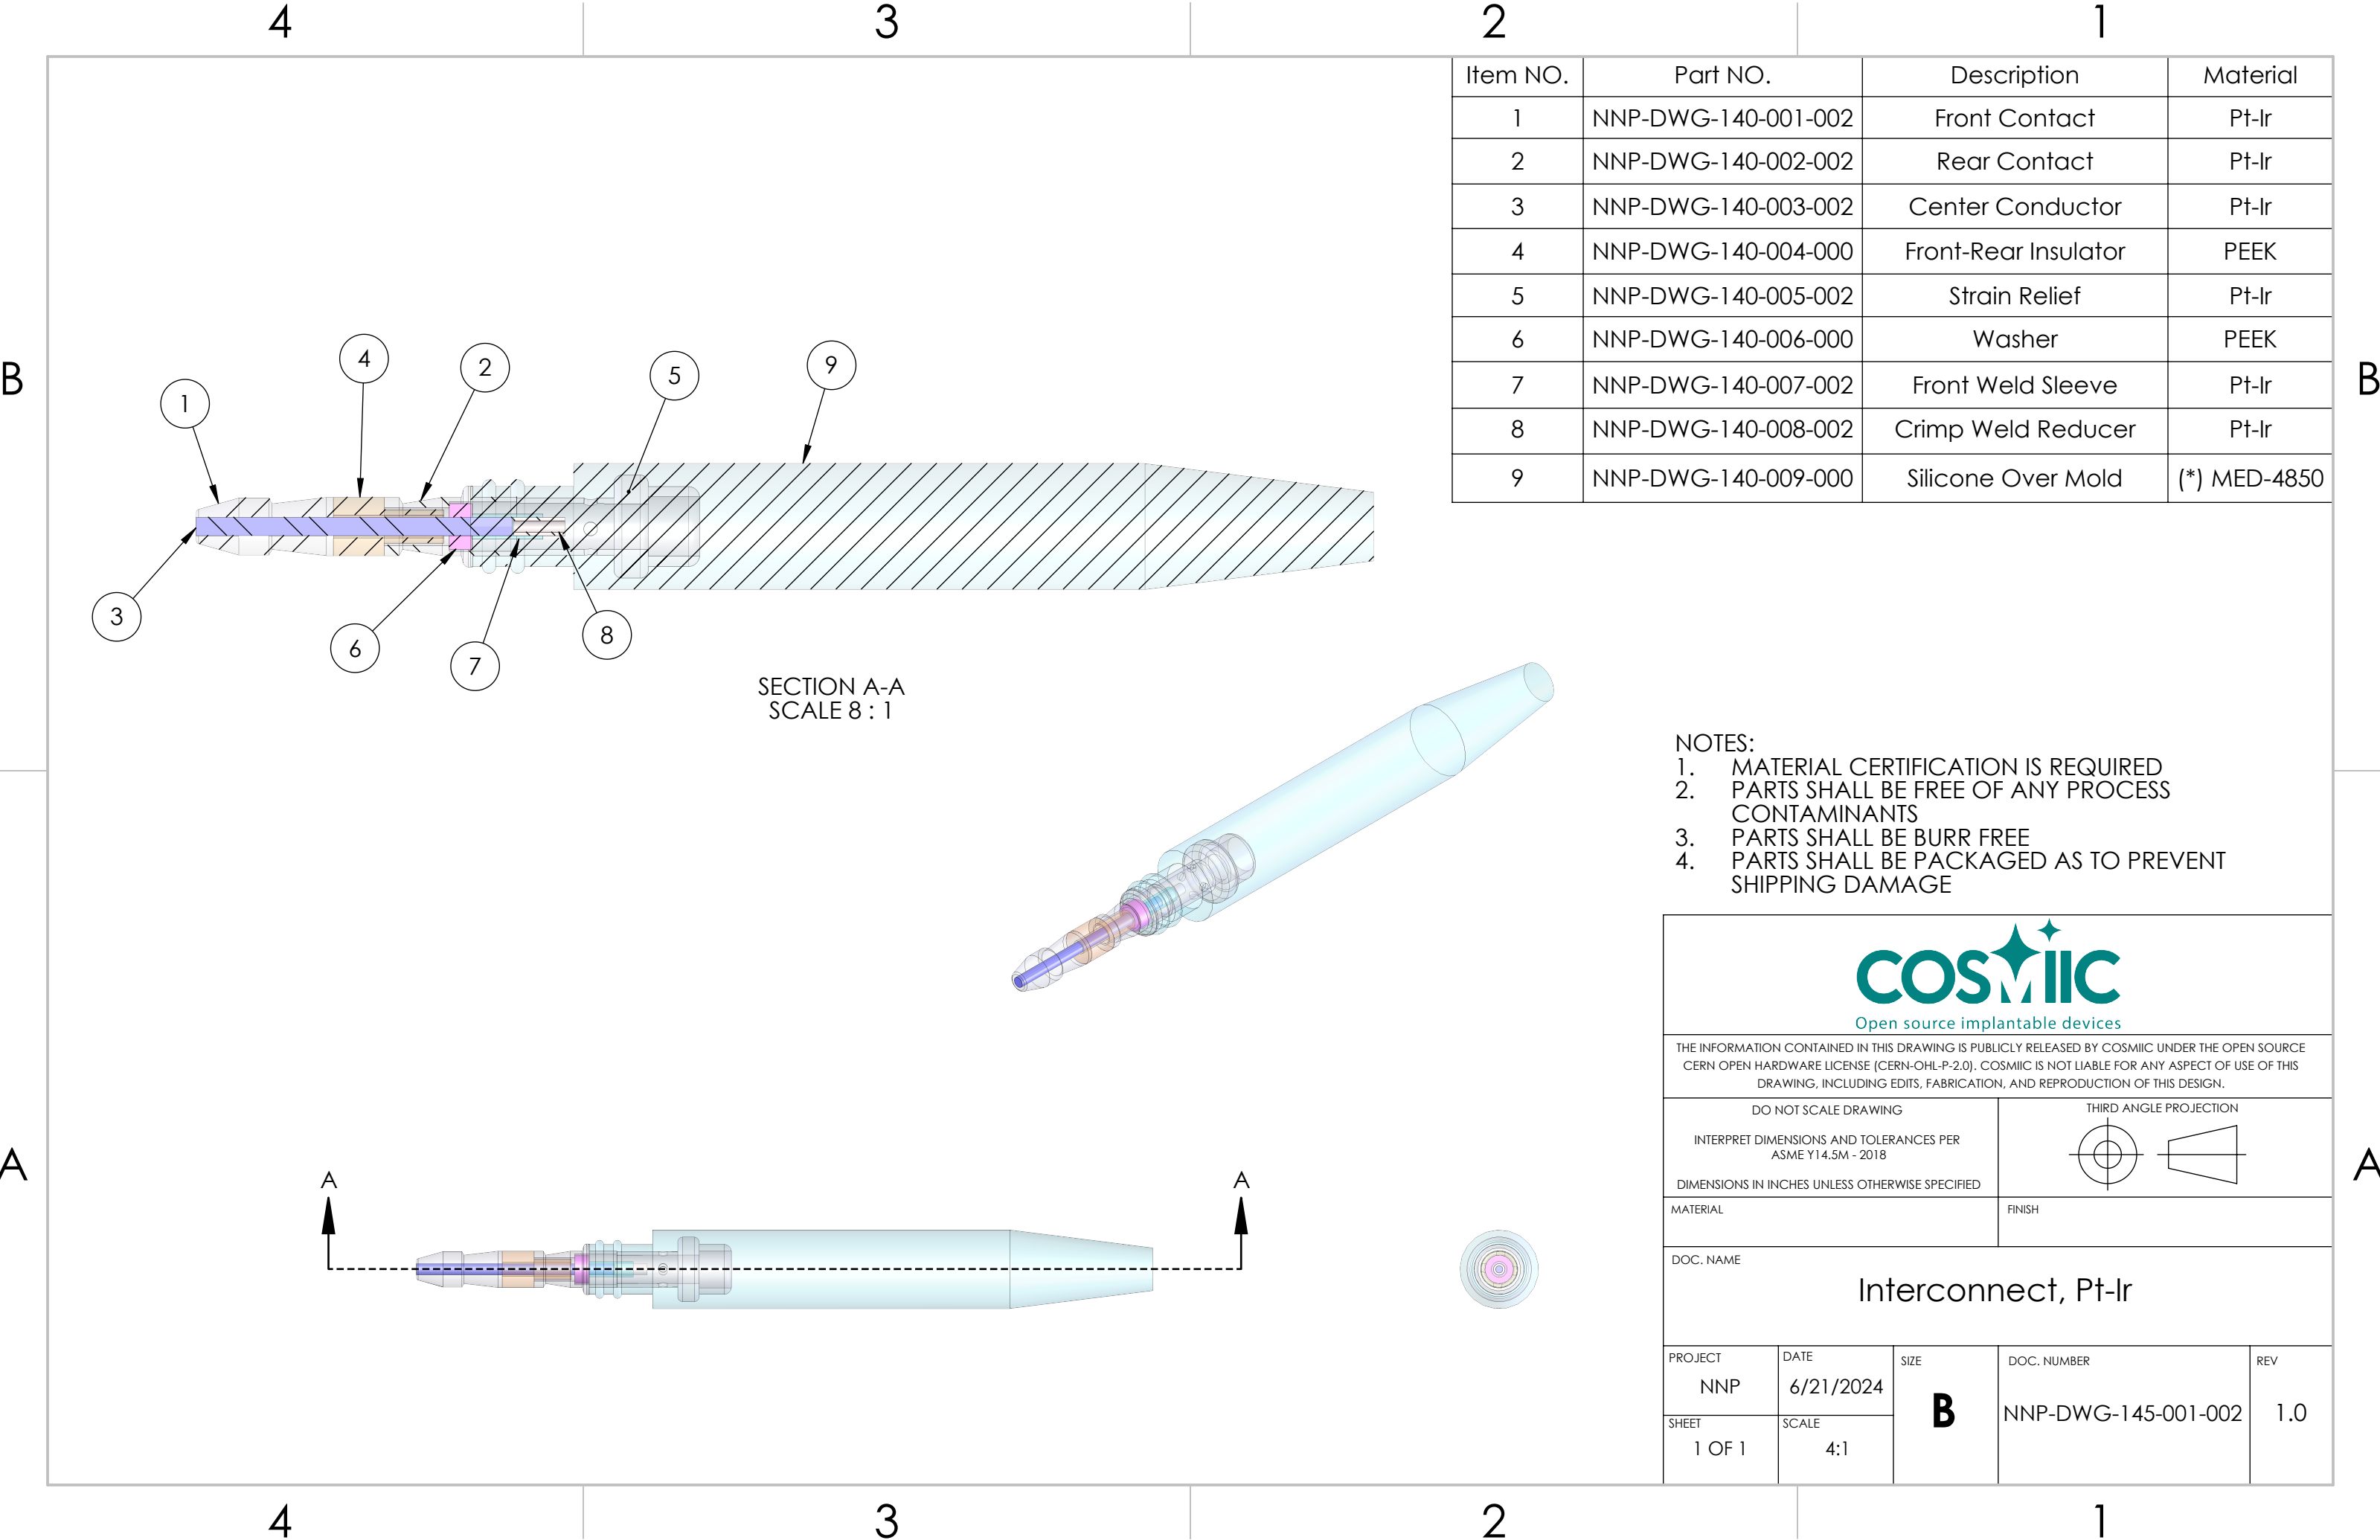 4 3 2 1
Item NO. Part NO. Description Material
1 NNP-DWG-140-001-002 Front Contact Pt-Ir
2 NNP-DWG-140-002-002 Rear Contact Pt-Ir
3 NNP-DWG-140-003-002 Center Conductor Pt-Ir
4 NNP-DWG-140-004-000 Front-Rear Insulator PEEK
5 NNP-DWG-140-005-002 Strain Relief Pt-Ir
6 NNP-DWG-140-006-000 Washer PEEK
7 NNP-DWG-140-007-002 Front Weld Sleeve Pt-Ir
8 NNP-DWG-140-008-002 Crimp Weld Reducer Pt-Ir
9 NNP-DWG-140-009-000 Silicone Over Mold (*) MED-4850
B B
1 4 2 5 9
3 6 7 8
SECTION A-A
SCALE 8 : 1
NOTES:
1. MATERIAL CERTIFICATION IS REQUIRED
2. PARTS SHALL BE FREE OF ANY PROCESS
CONTAMINANTS
3. PARTS SHALL BE BURR FREE
4. PARTS SHALL BE PACKAGED AS TO PREVENT
SHIPPING DAMAGE
COSMIIC
Open source implantable devices
THE INFORMATION CONTAINED IN THIS DRAWING IS PUBLICLY RELEASED BY COSMIIC UNDER THE OPEN SOURCE
CERN OPEN HARDWARE LICENSE (CERN-OHL-P-2.0). COSMIIC IS NOT LIABLE FOR ANY ASPECT OF USE OF THIS
DRAWING, INCLUDING EDITS, FABRICATION, AND REPRODUCTION OF THIS DESIGN.
DO NOT SCALE DRAWING
INTERPRET DIMENSIONS AND TOLERANCES PER
ASME Y14.5M - 2018
DIMENSIONS IN INCHES UNLESS OTHERWISE SPECIFIED
THIRD ANGLE PROJECTION
A A
A A
MATERIAL
FINISH
DOC. NAME
Interconnect, Pt-Ir
PROJECT
NNP
DATE
6/21/2024
SIZE
B
DOC. NUMBER
NNP-DWG-145-001-002
REV
1.0
SHEET
1 OF 1
SCALE
4:1
4 3 2 1